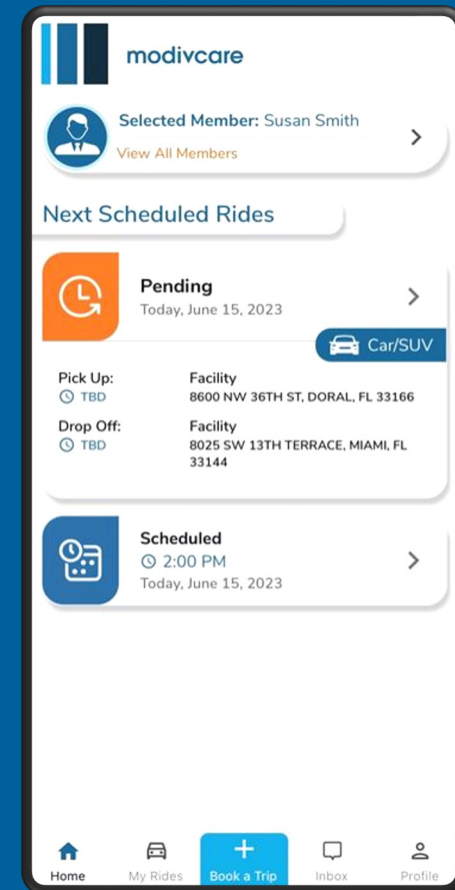 modivcare
Selected Member: Susan Smith
View All Members
Next Scheduled Rides
Pending
Today, June 15, 2023
Car/SUV
Pick Up:
TBD
Facility
8600 NW 36TH ST, DORAL, FL 33166
Drop Off:
TBD
Facility
8025 SW 13TH TERRACE, MIAMI, FL
33144
Scheduled
2:00 PM
Today, June 15, 2023
Home
My Rides
Book a Trip
Inbox
Profile